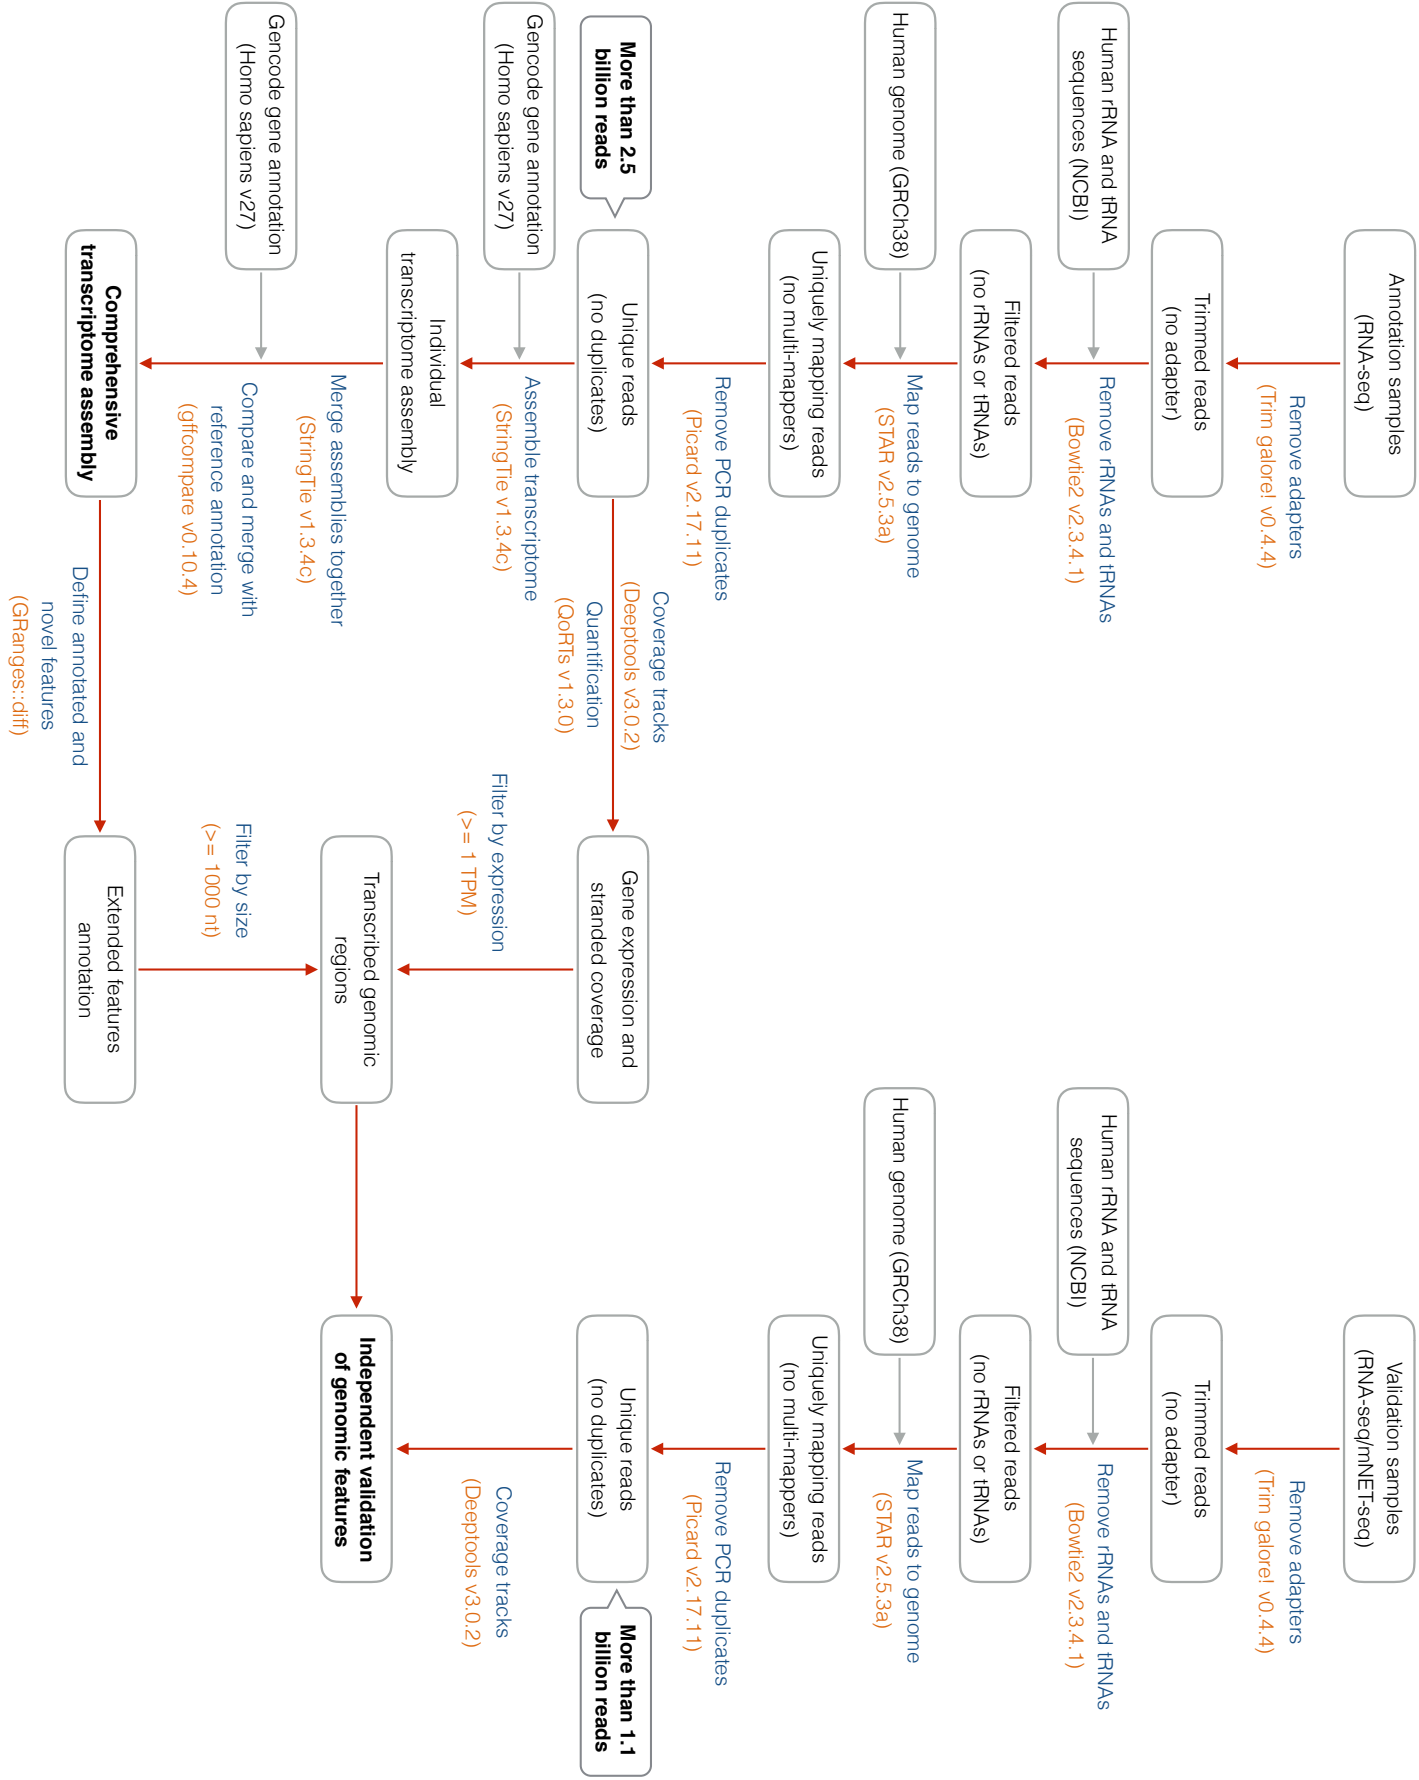 Annotation samples
(RNA-seq)
Remove adapters
(Trim galore! v0.4.4)
Trimmed reads
(no adapter)
Human rRNA and tRNA
sequences (NCBI)
Remove rRNAs and tRNAs
(Bowtie2 v2.3.4.1)
Filtered reads
(no rRNAs or tRNAs)
Human genome (GRCh38)
Map reads to genome
(STAR v2.5.3a)
Uniquely mapping reads
(no multi-mappers)
Remove PCR duplicates
(Picard v2.17.11)
More than 2.5
billion reads
Unique reads
(no duplicates)
Coverage tracks
(Deeptools v3.0.2)
Quantification
(QoRTs v1.3.0)
Gencode gene annotation
(Homo sapiens v27)
Assemble transcriptome
(StringTie v1.3.4c)
Individual
transcriptome assembly
Merge assemblies together
(StringTie v1.3.4c)
Gencode gene annotation
(Homo sapiens v27)
Compare and merge with
reference annotation
(gffcompare v0.10.4)
Comprehensive
transcriptome assembly
Define annotated and
novel features
(GRanges::diff)
Gene expression and
stranded coverage
Filter by expression
(>= 1 TPM)
Transcribed genomic
regions
Filter by size
(>= 1000 nt)
Extended features
annotation
Validation samples
(RNA-seq/mNET-seq)
Remove adapters
(Trim galore! v0.4.4)
Trimmed reads
(no adapter)
Human rRNA and tRNA
sequences (NCBI)
Remove rRNAs and tRNAs
(Bowtie2 v2.3.4.1)
Filtered reads
(no rRNAs or tRNAs)
Human genome (GRCh38)
Map reads to genome
(STAR v2.5.3a)
Uniquely mapping reads
(no multi-mappers)
Remove PCR duplicates
(Picard v2.17.11)
Unique reads
(no duplicates)
More than 1.1
billion reads
Coverage tracks
(Deeptools v3.0.2)
Independent validation
of genomic features